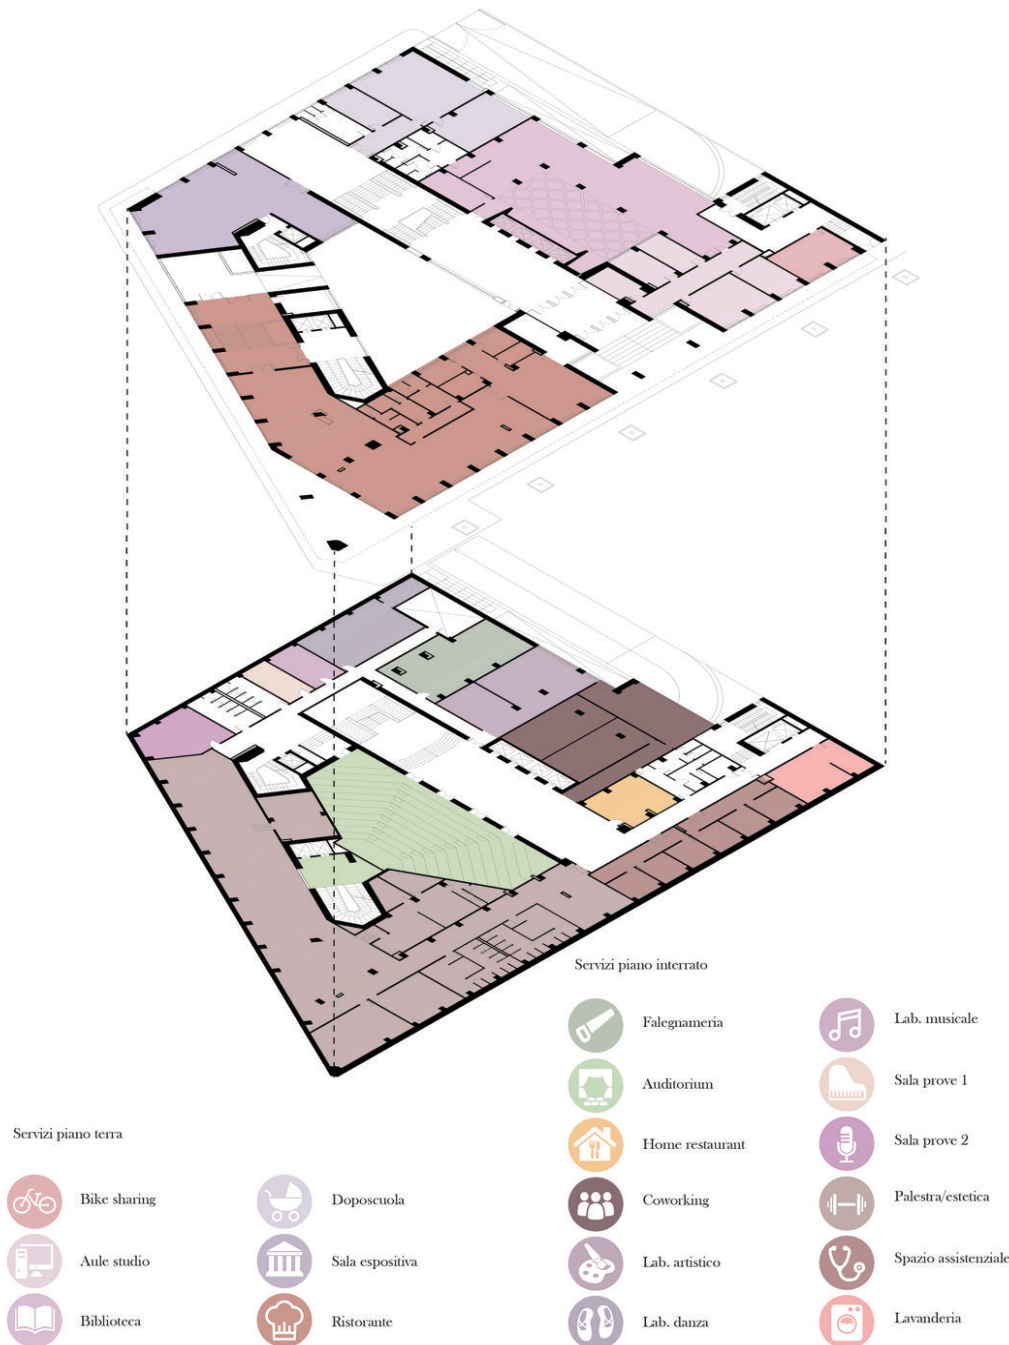 Servizi piano interrato
Falegnameria
Lab. musicale
Auditorium
Sala prove 1
Servizi piano terra
Home restaurant
Sala prove 2
Bike sharing
Doposcuola
Coworking
Palestra/estetica
Aule studio
Sala espositiva
Lab. artistico
Spazio assistenziale
Biblioteca
Ristorante
Lab. danza
Lavanderia